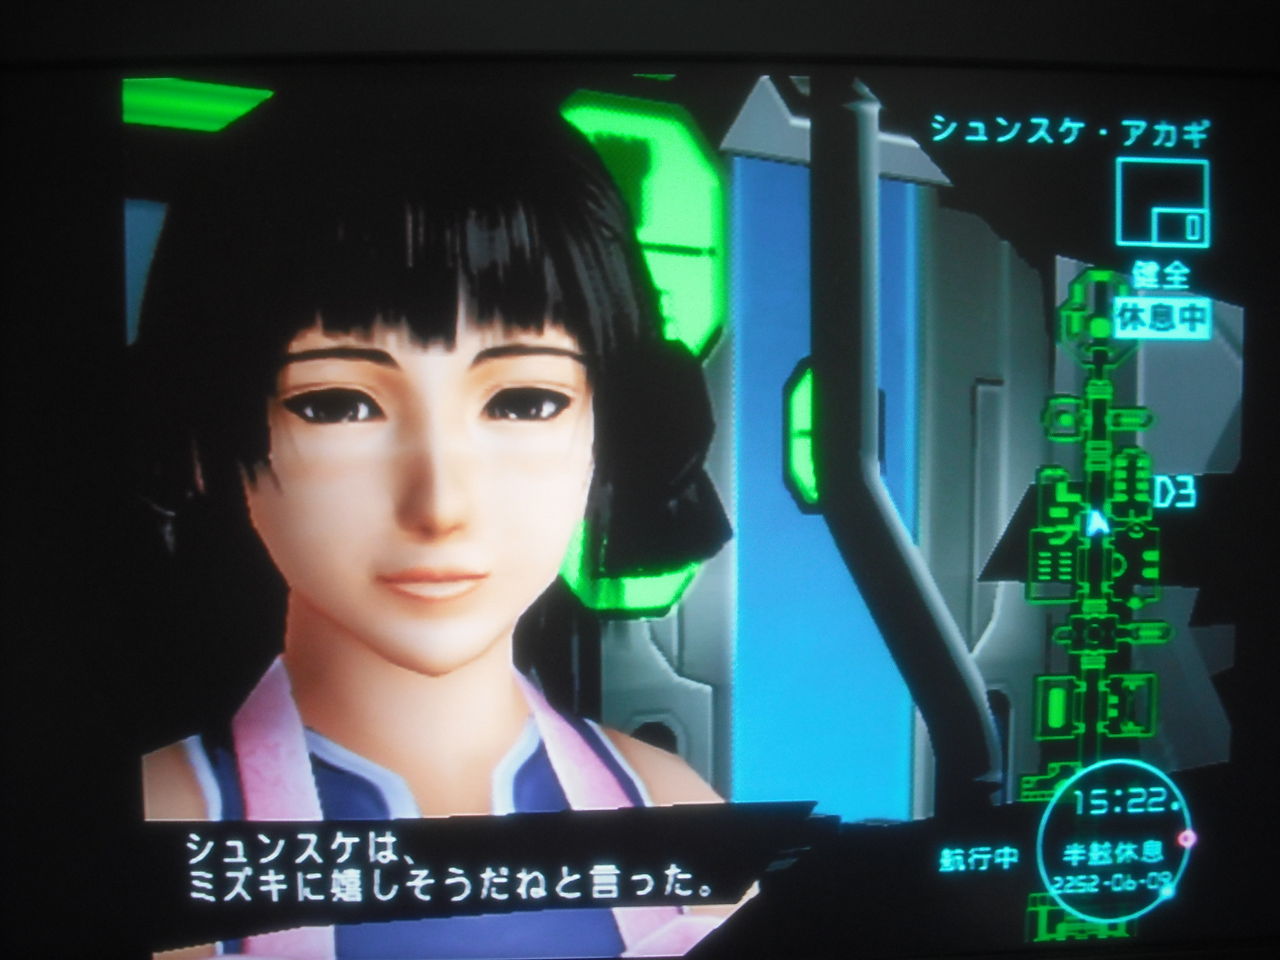 シュンスケ・アカギ
0
健全
休息中
D3
15:22
航行中
半舷休息
2252-06-09
シュンスケは、
ミズキに嬉しそうだねと言った。